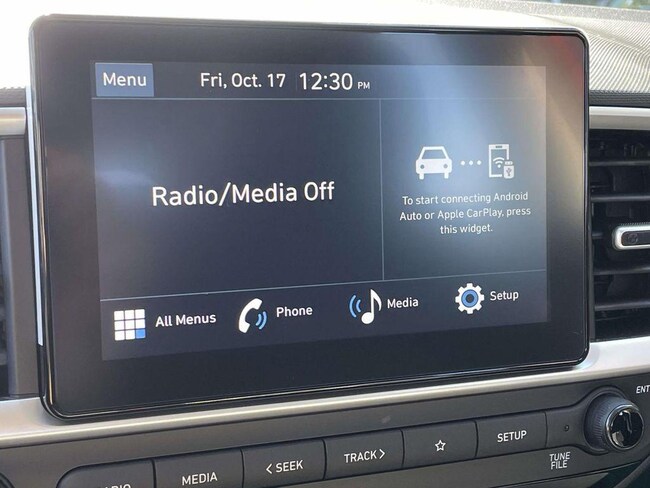 Menu
Fri, Oct. 17 12:30 PM
Radio/Media Off
To start connecting Android
Auto or Apple CarPlay, press
this widget.
All Menus
Phone
Media
Setup
MEDIA
< SEEK
TRACK >
SETUP
TUNE
FILE